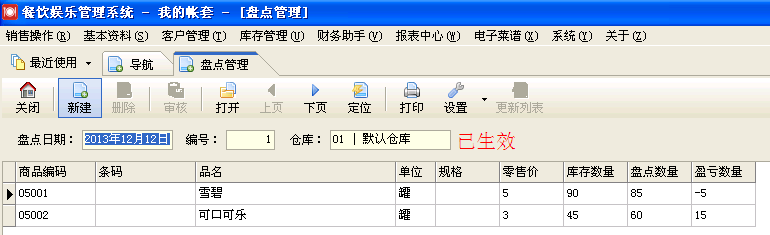 餐饮娱乐管理系统 - 我的帐套 - [盘点管理]
销售操作(R) 基本资料(S) 客户管理(T) 库存管理(U) 财务助手(V) 报表中心(W) 电子菜谱(X) 系统(Y) 关于(Z)
最近使用 导航 盘点管理
关闭 新建 删除 审核 打开 上页 下页 定位 打印 设置 更新列表
盘点日期: 2013年12月12日 编号: 1 仓库: 01 | 默认仓库 已生效
商品编码 条码 品名 单位 规格 零售价 库存数量 盘点数量 盈亏数量
05001 雪碧 罐 5 90 85 -5
05002 可口可乐 罐 3 45 60 15